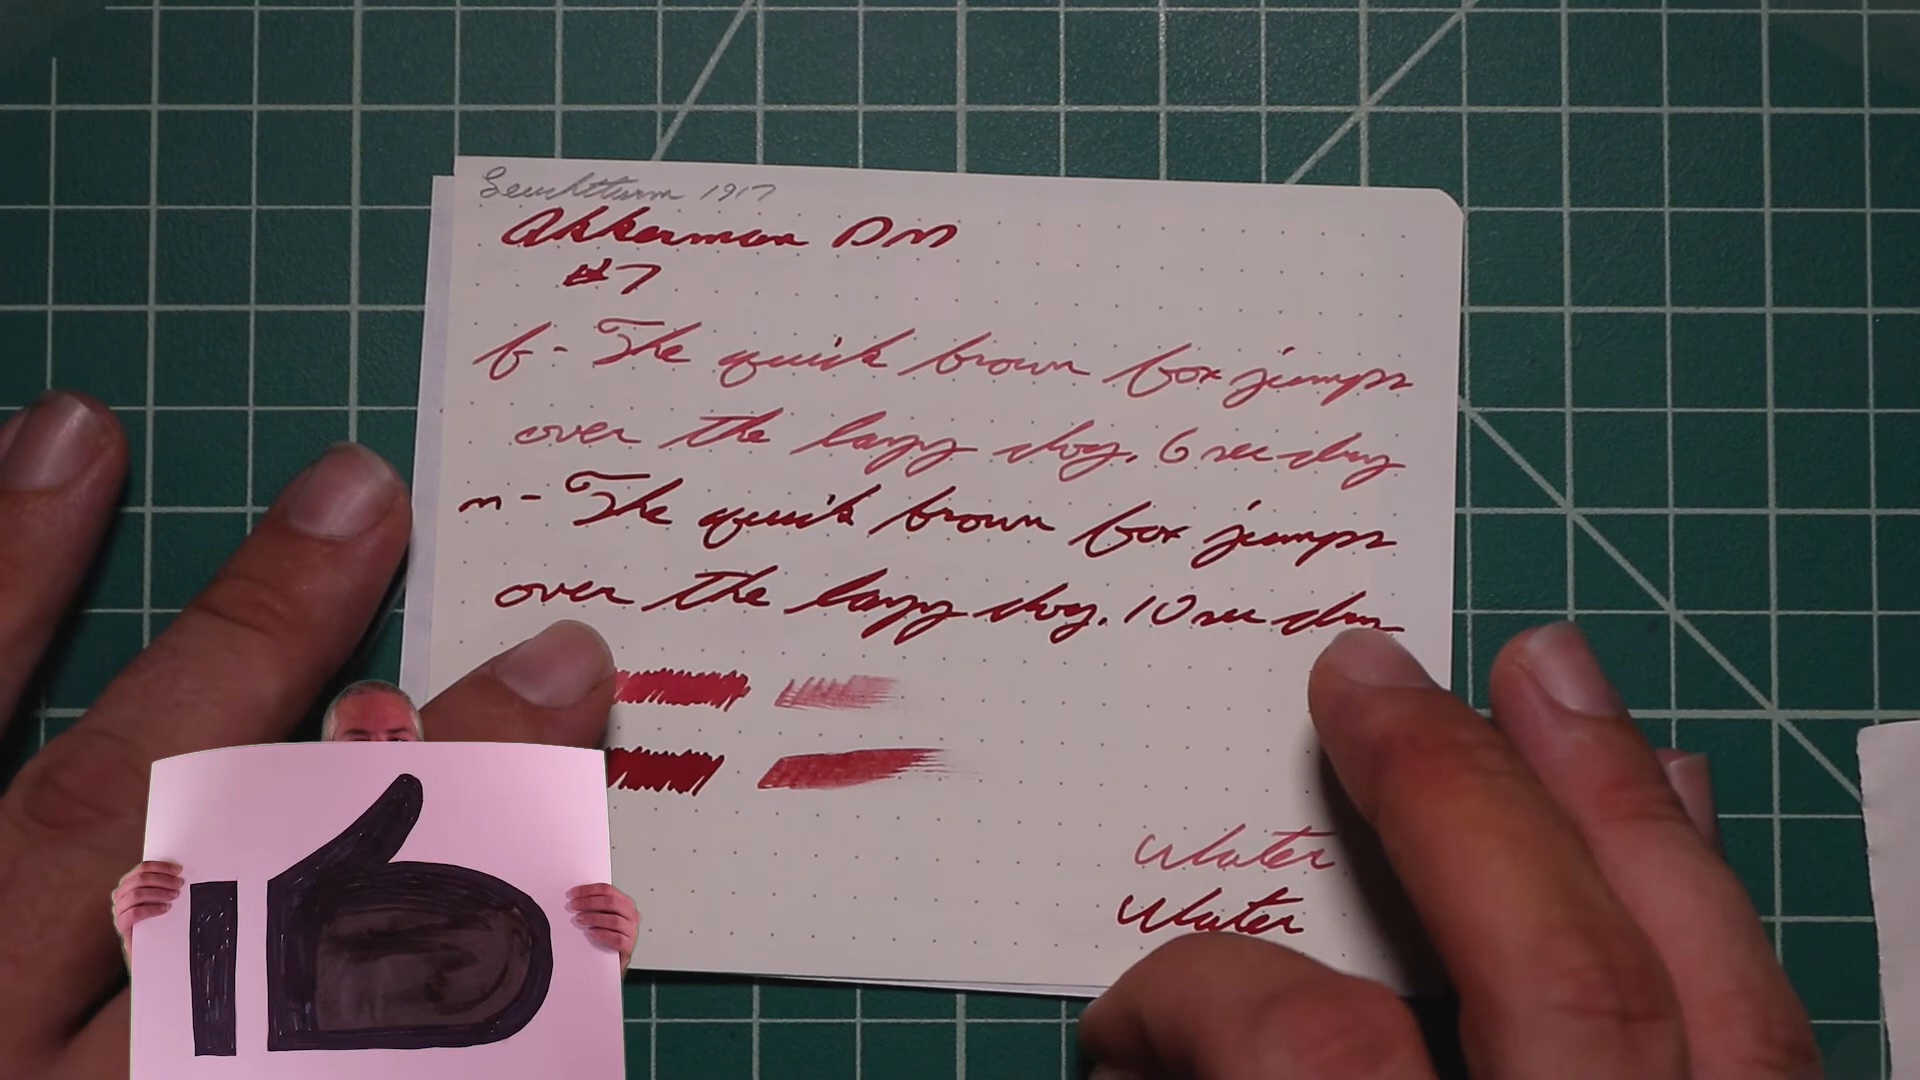 Leuchtturm 1917
Akkerman DM
#7
f - The quick brown fox jumps
over the lazy dog. 6 sec dry
m - The quick brown fox jumps
over the lazy dog. 10 sec dry
Water
Water